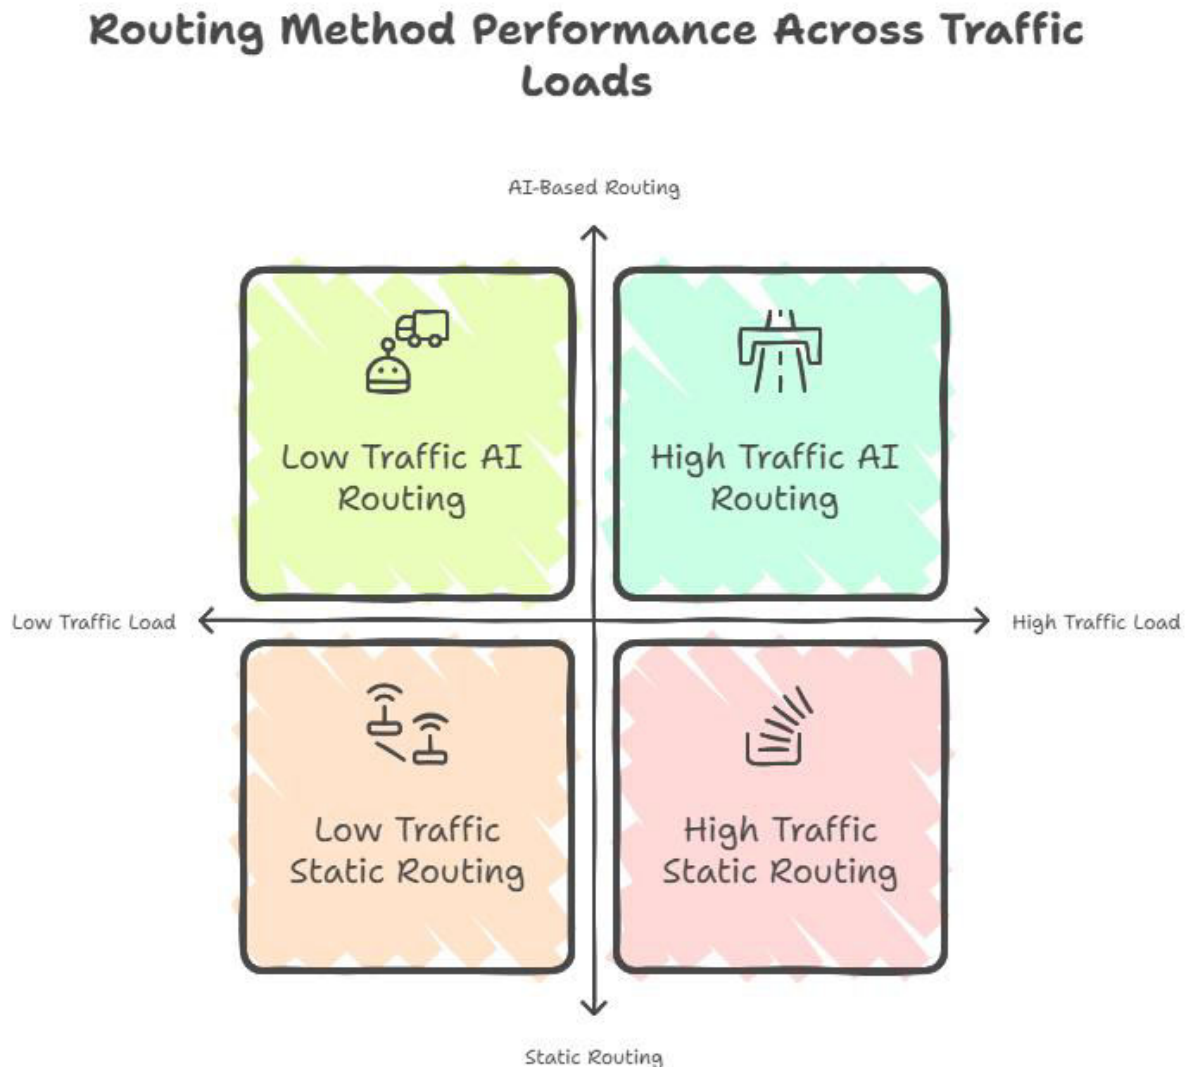 Routing Method Performance Across Traffic
Loads
AI-Based Routing
Low Traffic AI
Routing
High Traffic AI
Routing
Low Traffic Load
High Traffic Load
Low Traffic
Static Routing
High Traffic
Static Routing
Static Routing